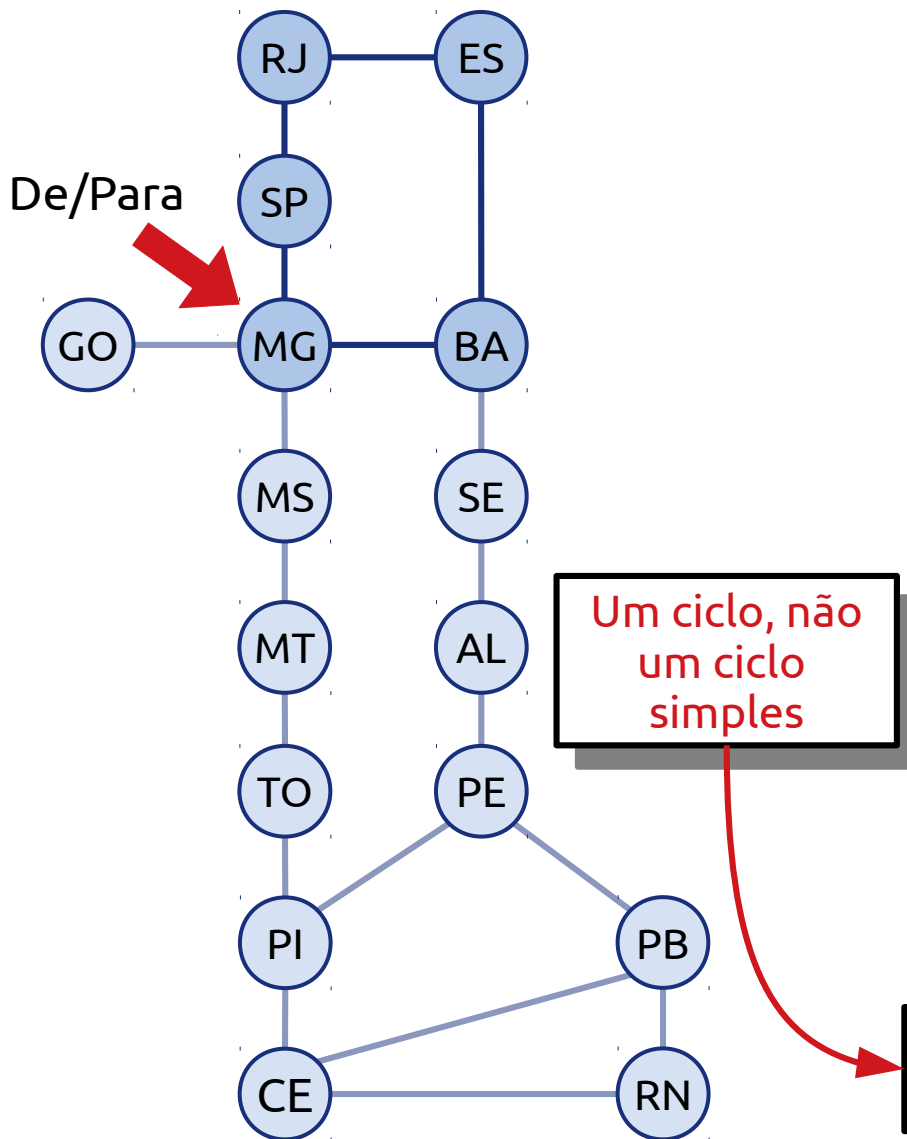 RJ
ES
De/Para
SP
GO
MG
BA
MS
SE
MT
AL
Um ciclo, não
um ciclo
simples
TO
PE
PI
PB
CE
RN